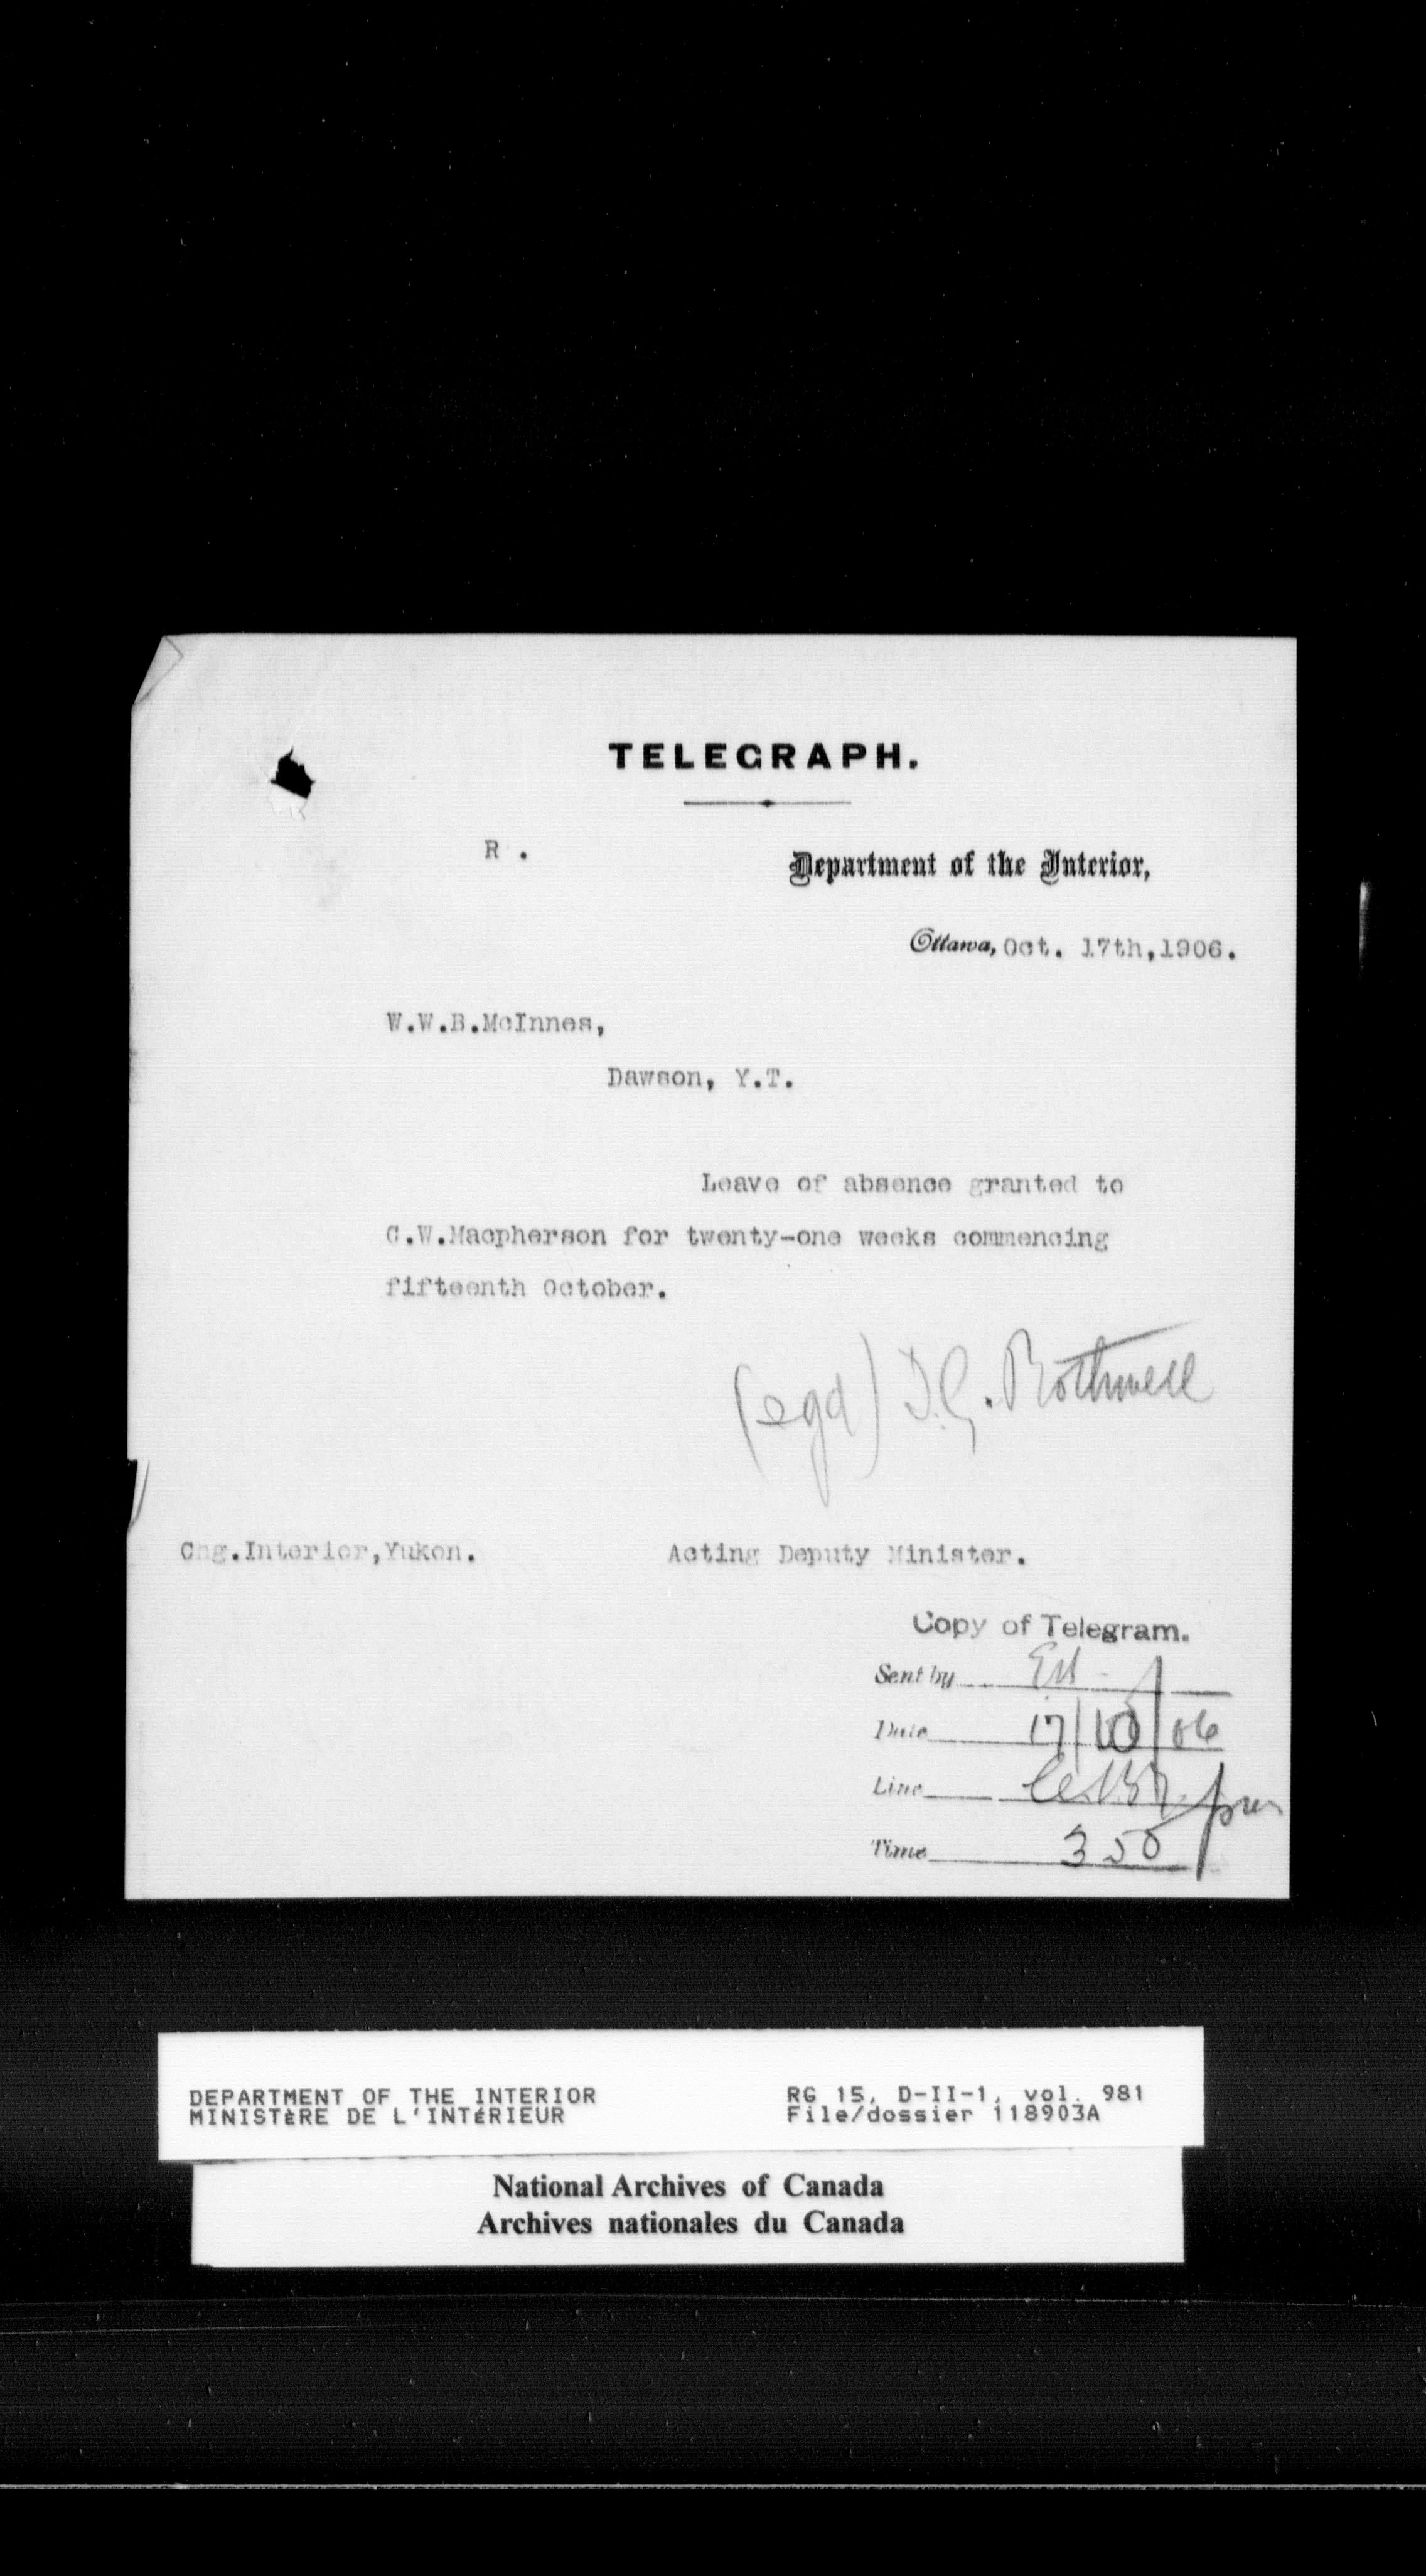 TELEGRAPH.
R .
Department of the Interior,
Ottawa, Oct. 17th,1906.
W.W.B.McInnes,
Dawson, Y.T.
Leave of absence granted to
C.W.Macpherson for twenty-one weeks commencing
fifteenth October.
(sgd) D.G. Rothwell
Chg.Interior,Yukon.
Acting Deputy Minister.
Copy of Telegram.
Sent by
Date 17/10/06
Line
Time 350
DEPARTMENT OF THE INTERIOR
MINISTÈRE DE L'INTÉRIEUR
RG 15, D-II-1, vol. 981
File/dossier 118903A
National Archives of Canada
Archives nationales du Canada